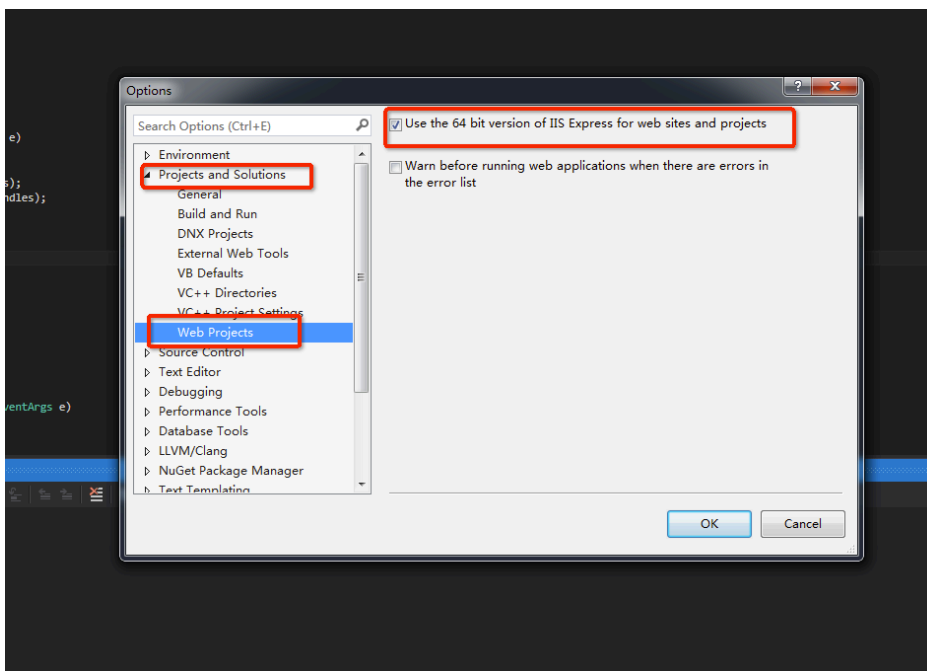 Options
Search Options (Ctrl+E)
Environment
Projects and Solutions
General
Build and Run
DNX Projects
External Web Tools
VB Defaults
VC++ Directories
VC++ Project Settings
Web Projects
Source Control
Text Editor
Debugging
Performance Tools
Database Tools
LLVM/Clang
NuGet Package Manager
Text Templating
Use the 64 bit version of IIS Express for web sites and projects
Warn before running web applications when there are errors in
the error list
OK
Cancel
e)
s);
ndles);
ventArgs e)